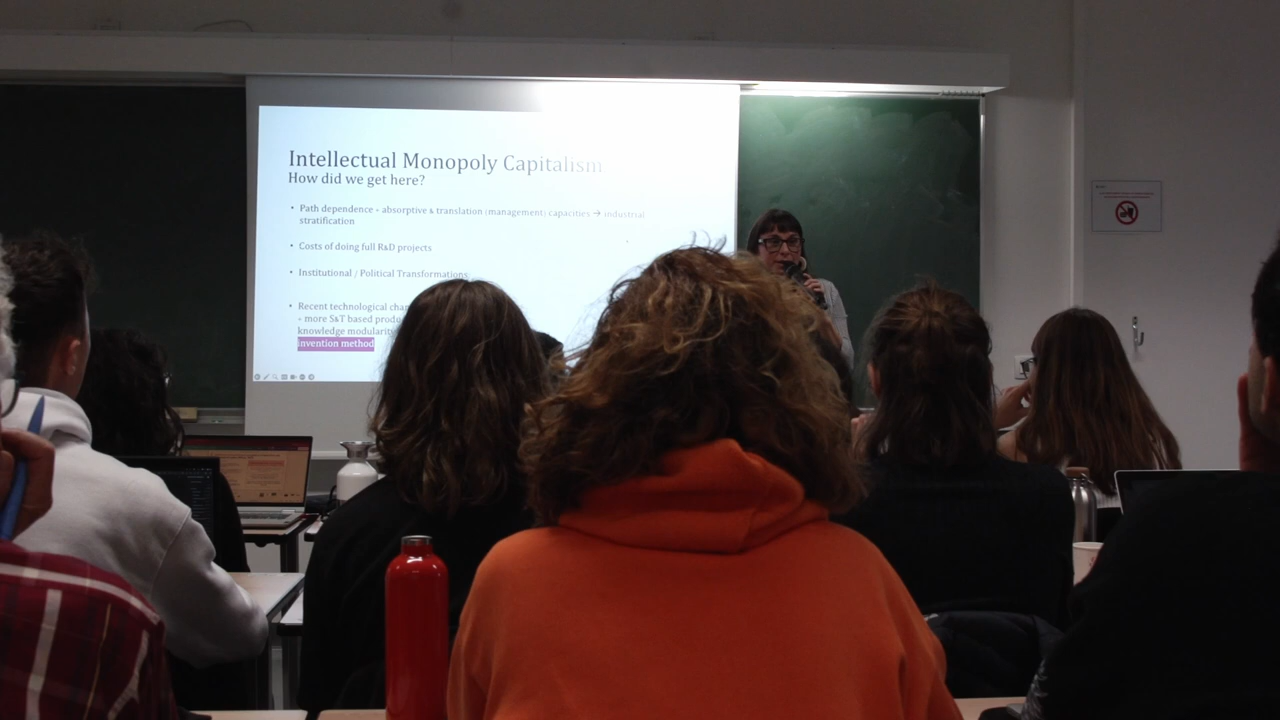 Intellectual Monopoly Capitalism
How did we get here?
• Path dependence + absorptive & translation (management) capacities → industrial
stratification
• Costs of doing full R&D projects
• Institutional / Political Transformations
• Recent technological
+ more S&T based
knowledge modularity
invention method